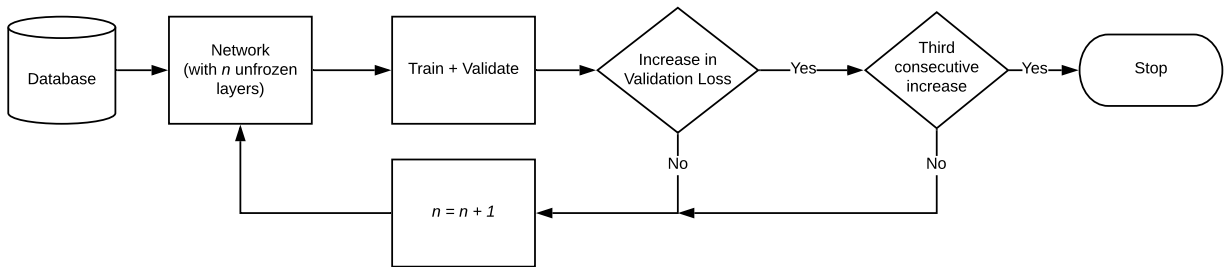 Database
Network
(with n unfrozen
layers)
Train + Validate
Increase in
Validation Loss
Yes
Third
consecutive
increase
Yes
Stop
No
No
n = n + 1